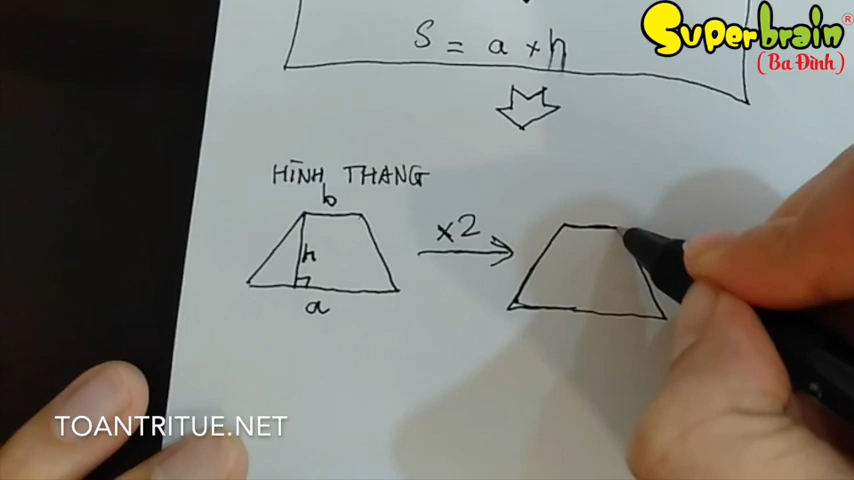 Superbrain®
(Ba Đình)
S = a × h
HÌNH THANG
b
h
a
×2
TOANTRITUE.NET